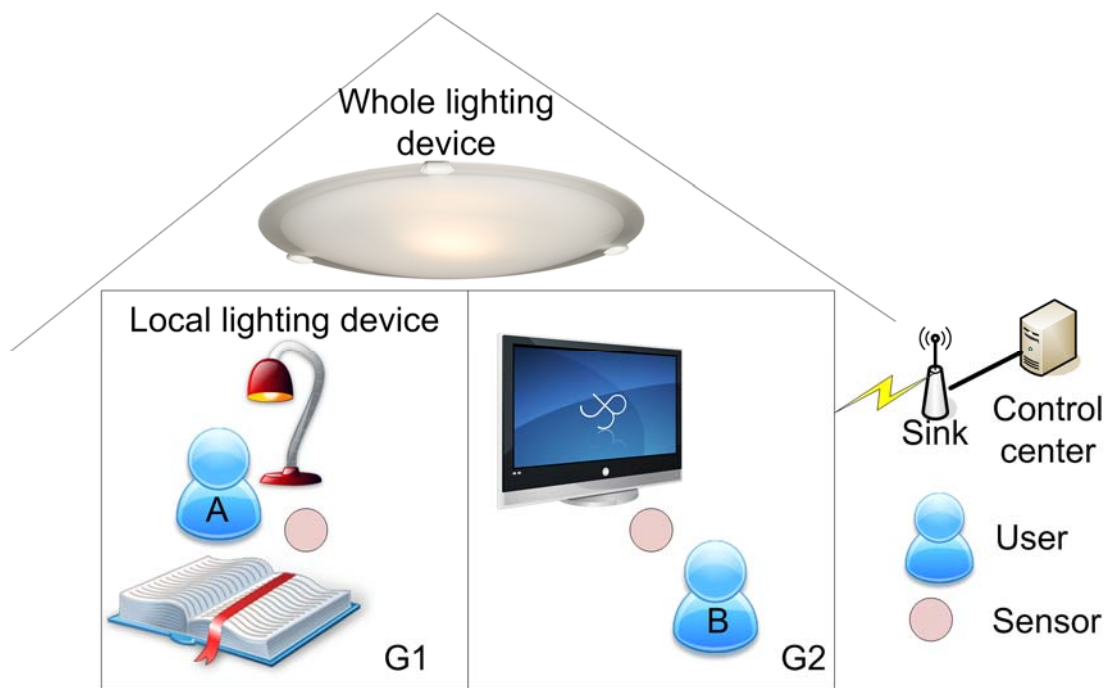 Whole lighting
device
Local lighting device
A
G1
B
G2
Sink
Control
center
User
Sensor